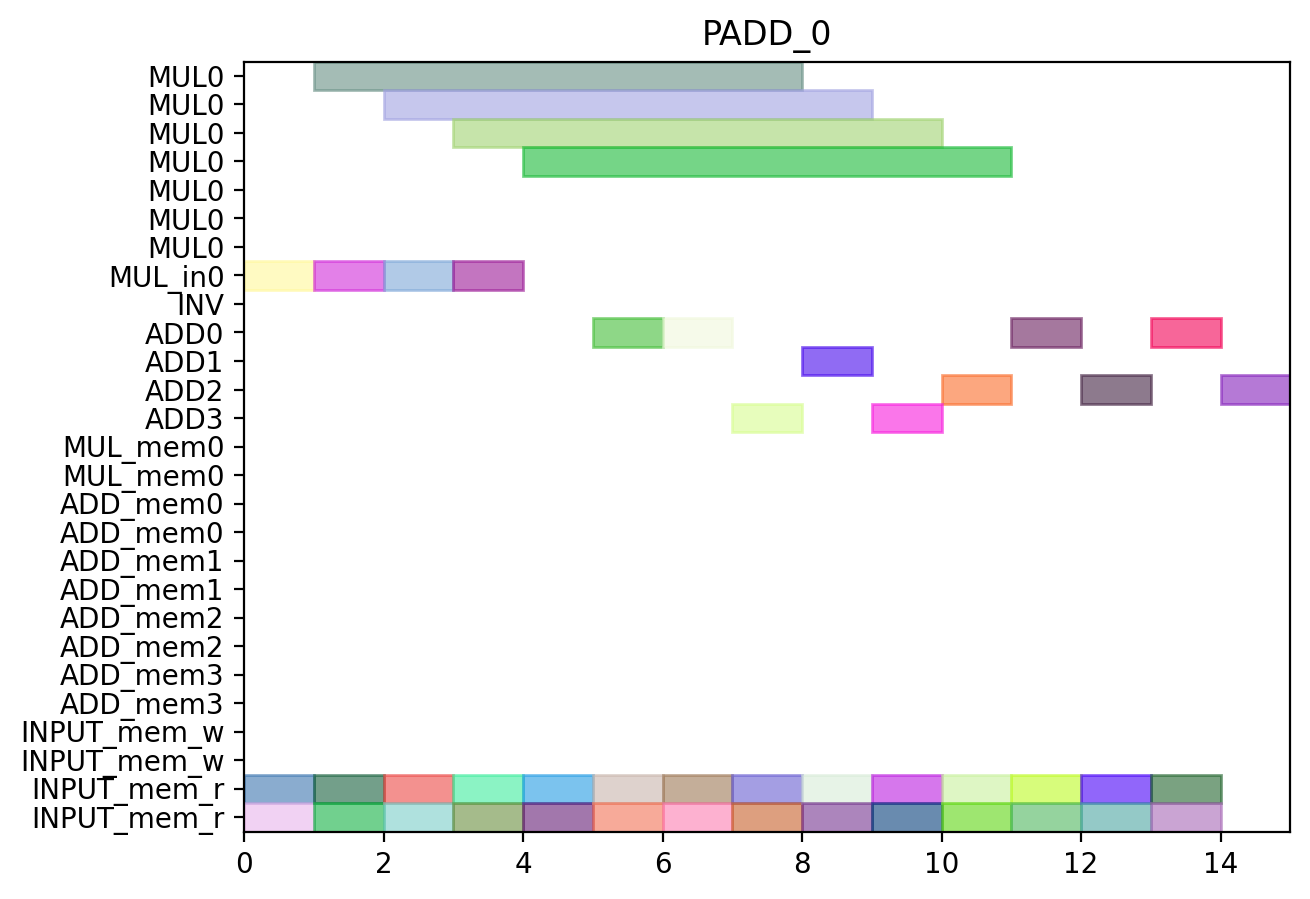 PADD_0
MUL0
MUL0
MUL0
MUL0
MUL0
MUL0
MUL0
MUL_in0
INV
ADD0
ADD1
ADD2
ADD3
MUL_mem0
MUL_mem0
ADD_mem0
ADD_mem0
ADD_mem1
ADD_mem1
ADD_mem2
ADD_mem2
ADD_mem3
ADD_mem3
INPUT_mem_w
INPUT_mem_w
INPUT_mem_r
INPUT_mem_r
0 2 4 6 8 10 12 14